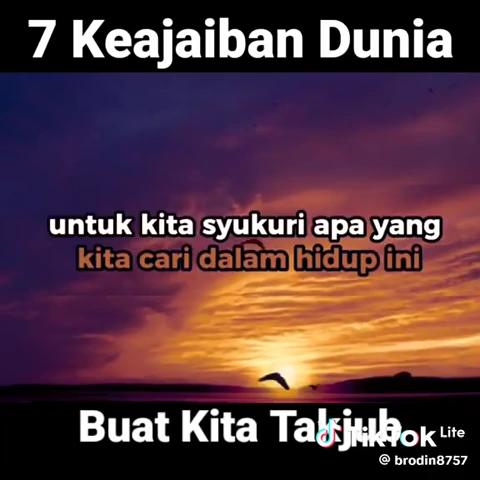 7 Keajaiban Dunia
untuk kita syukuri apa yang
kita cari dalam hidup ini
Buat Kita Takjub
TikTok Lite
@ brodin8757